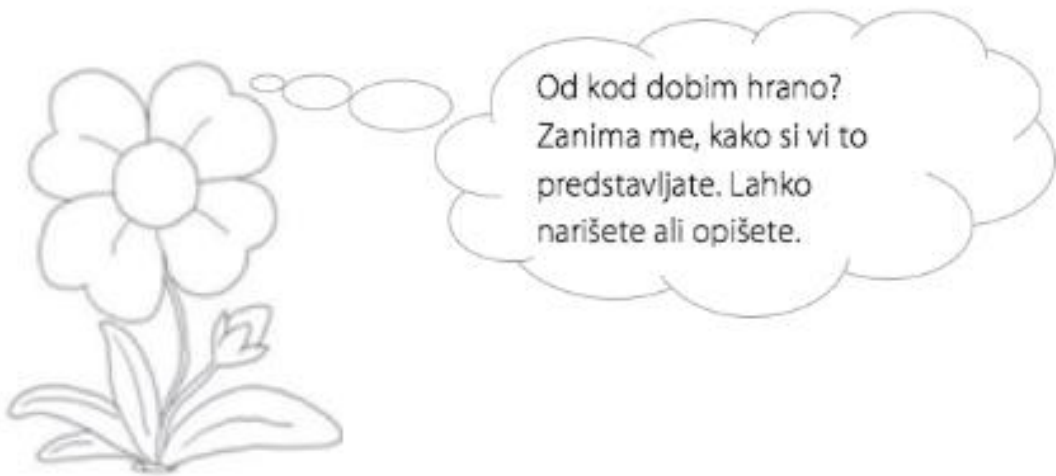 Od kod dobim hrano?
Zanima me, kako si vi to
predstavljate. Lahko
narišete ali opišete.